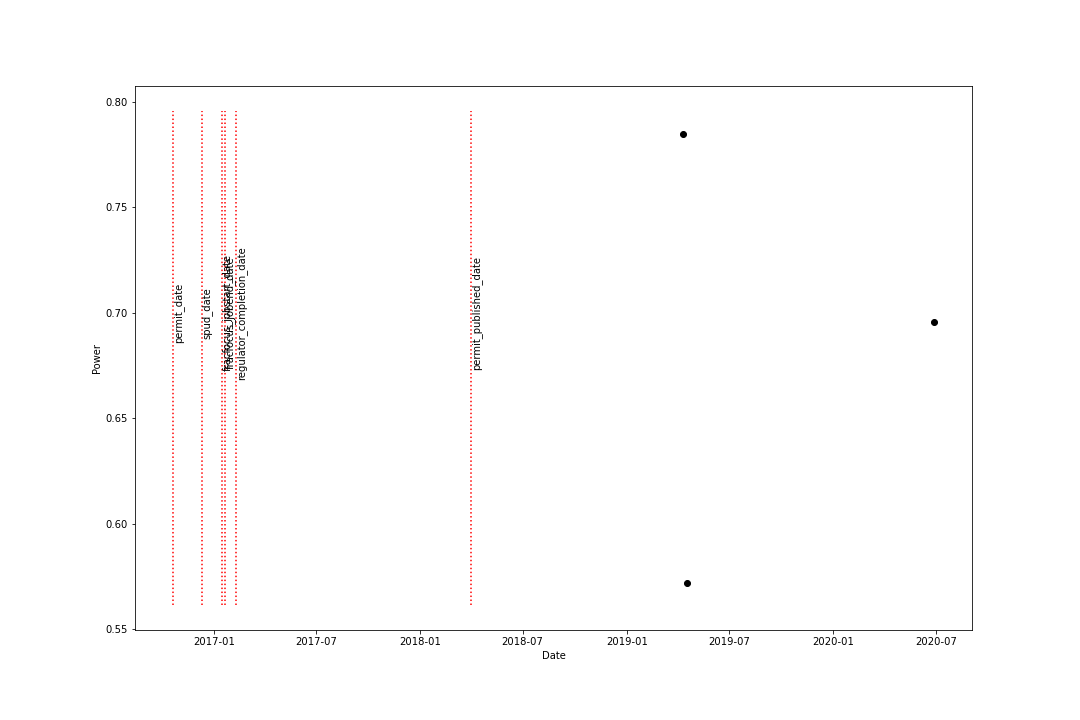 0.80
0.75
0.70
0.65
0.60
0.55
Power
permit_date
spud_date
regulator_completion_date
permit_published_date
2017-01
2017-07
2018-01
2018-07
2019-01
2019-07
2020-01
2020-07
Date